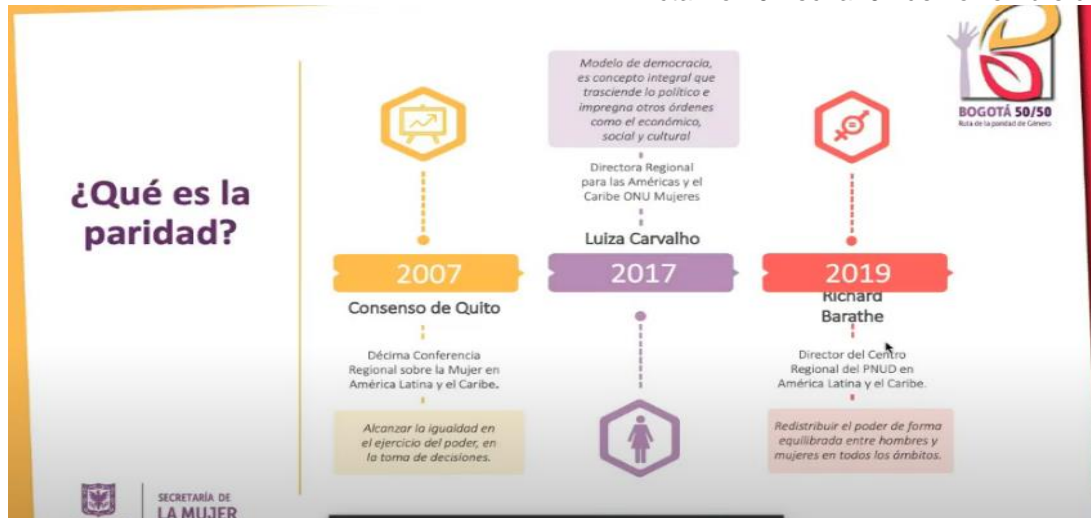 ¿Qué es la
paridad?
2007
Consenso de Quito
Décima Conferencia
Regional sobre la Mujer en
América Latina y el Caribe.
Alcanzar la igualdad en
el ejercicio del poder, en
la toma de decisiones.
Modelo de democracia,
es concepto integral que
trasciende lo político e
impregna otros órdenes
como el económico,
social y cultural
Directora Regional
para las Américas y el
Caribe ONU Mujeres
Luiza Carvalho
2017
2019
Richard
Barathe
Director del Centro
Regional del PNUD en
América Latina y el Caribe.
Redistribuir el poder de forma
equilibrada entre hombres y
mujeres en todos los ámbitos.
BOGOTÁ 50/50
Ruta de la paridad de Género
SECRETARÍA DE
LA MUJER